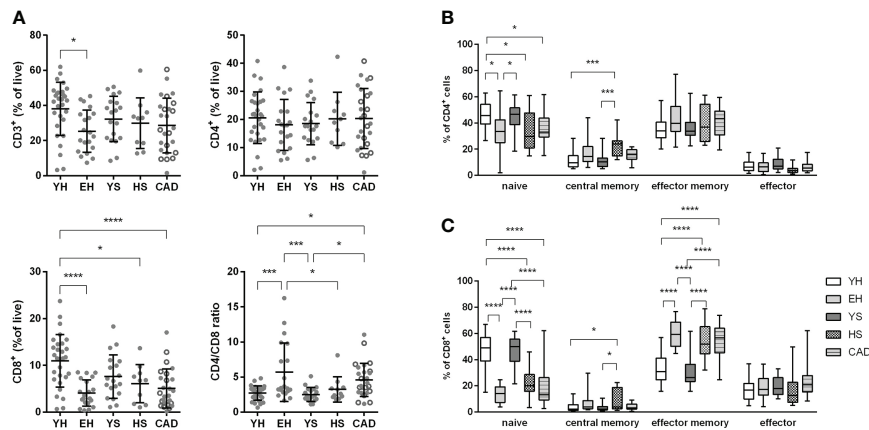 A
CD3+ (% of live)
80
60
40
20
0
*
YH EH YS HS CAD
CD4+ (% of live)
50
40
30
20
10
0
YH EH YS HS CAD
CD8+ (%of live)
30
20
10
0
****
*
****
YH EH YS HS CAD
CD4/CD8 ratio
20
15
10
5
0
*
*** *
*** *
YH EH YS HS CAD
B
% of CD4+ cells
100
80
60
40
20
0
*
*
* *
***
***
naive central memory effector memory effector
C
% of CD8+ cells
100
80
60
40
20
0
****
****
****
****
**** ****
*
*
****
****
****
****
**** ****
naive central memory effector memory effector
YH
EH
YS
HS
CAD